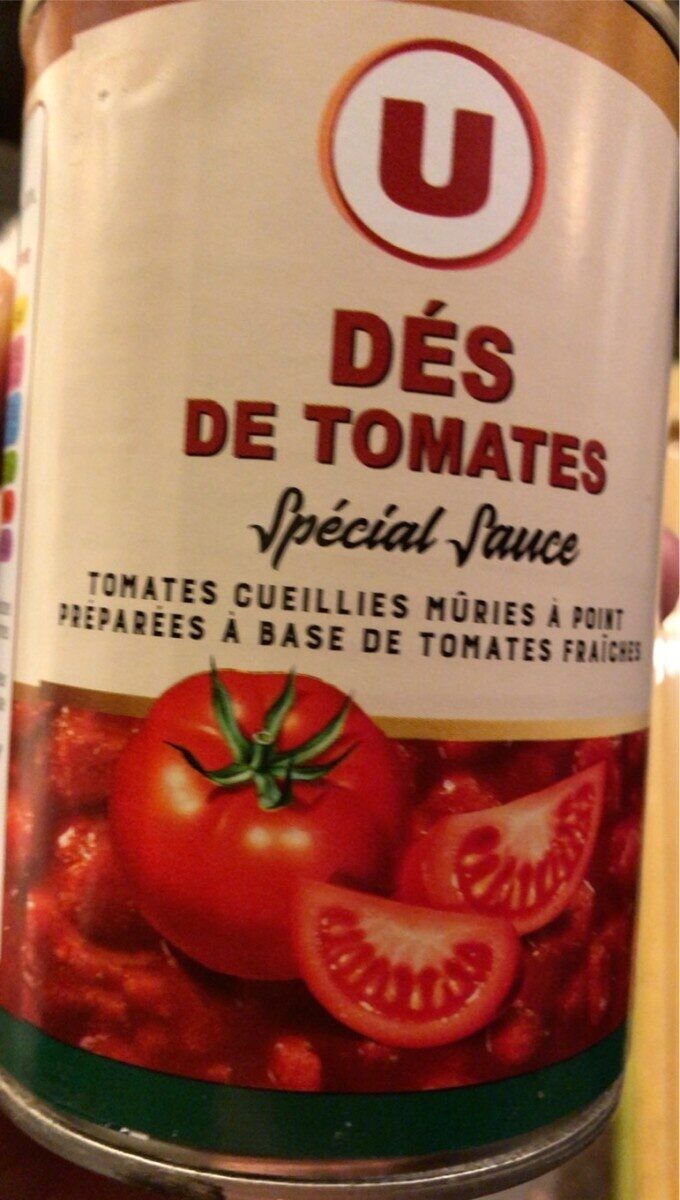 U
DÉS
DE TOMATES
Spécial Sauce
TOMATES CUEILLIES MÛRIES À POINT
PRÉPARÉES À BASE DE TOMATES FRAÎCHES